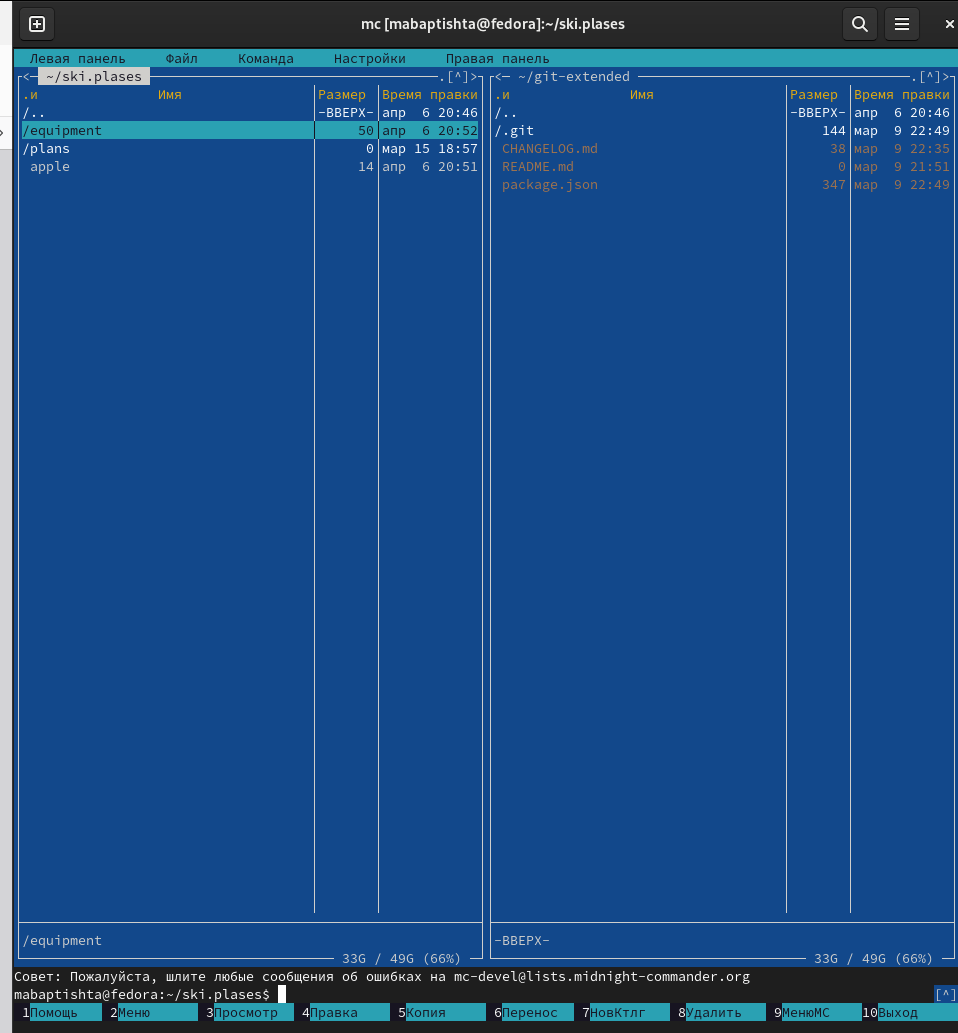 mc [mabaptishta@fedora]:~/ski.plases
Левая панель Файл Команда Настройки Правая панель
<─ ~/ski.plases .[^]> <─ ~/git-extended .[^]>
.и Имя Размер Время правки .и Имя Размер Время правки
/.. -ВВЕРХ- апр 6 20:46 /.. -ВВЕРХ- апр 6 20:46
/equipment 50 апр 6 20:52 /.git 144 мар 9 22:49
/plans 0 мар 15 18:57 CHANGELOG.md 38 мар 9 22:35
apple 14 апр 6 20:51 README.md 0 мар 9 21:51
package.json 347 мар 9 22:49
/equipment -ВВЕРХ-
33G / 49G (66%) 33G / 49G (66%)
Совет: Пожалуйста, шлите любые сообщения об ошибках на mc-devel@lists.midnight-commander.org
mabaptishta@fedora:~/ski.plases$ [^]
1Помощь 2Меню 3Просмотр 4Правка 5Копия 6Перенос 7НовКтлг 8Удалить 9МенюМС 10Выход